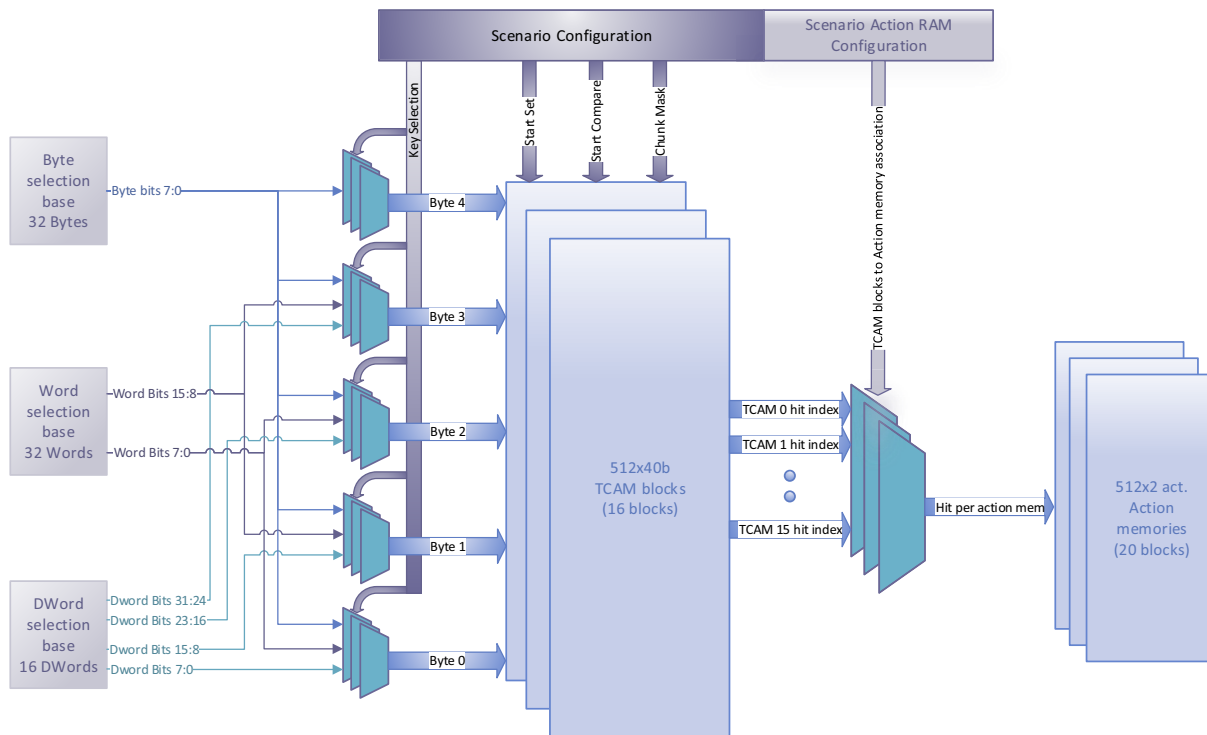 Scenario Configuration
Scenario Action RAM
Configuration
Key Selection
Start Set
Start Compare
Chunk Mask
TCAM blocks to Action memory association
Byte
selection
base
32 Bytes
Byte bits 7:0
Byte 4
Byte 3
Word
selection
base
32 Words
Word Bits 15:8
Word Bits 7:0
Byte 2
512x40b
TCAM blocks
(16 blocks)
TCAM 0 hit index
TCAM 1 hit index
TCAM 15 hit index
Hit per action mem
512x2 act.
Action
memories
(20 blocks)
Byte 1
DWord
selection
base
16 DWords
Dword Bits 31:24
Dword Bits 23:16
Dword Bits 15:8
Dword Bits 7:0
Byte 0